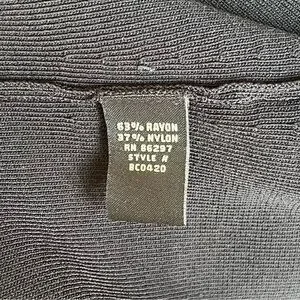 63% RAYON
37% NYLON
RN 86297
STYLE #
BC0420